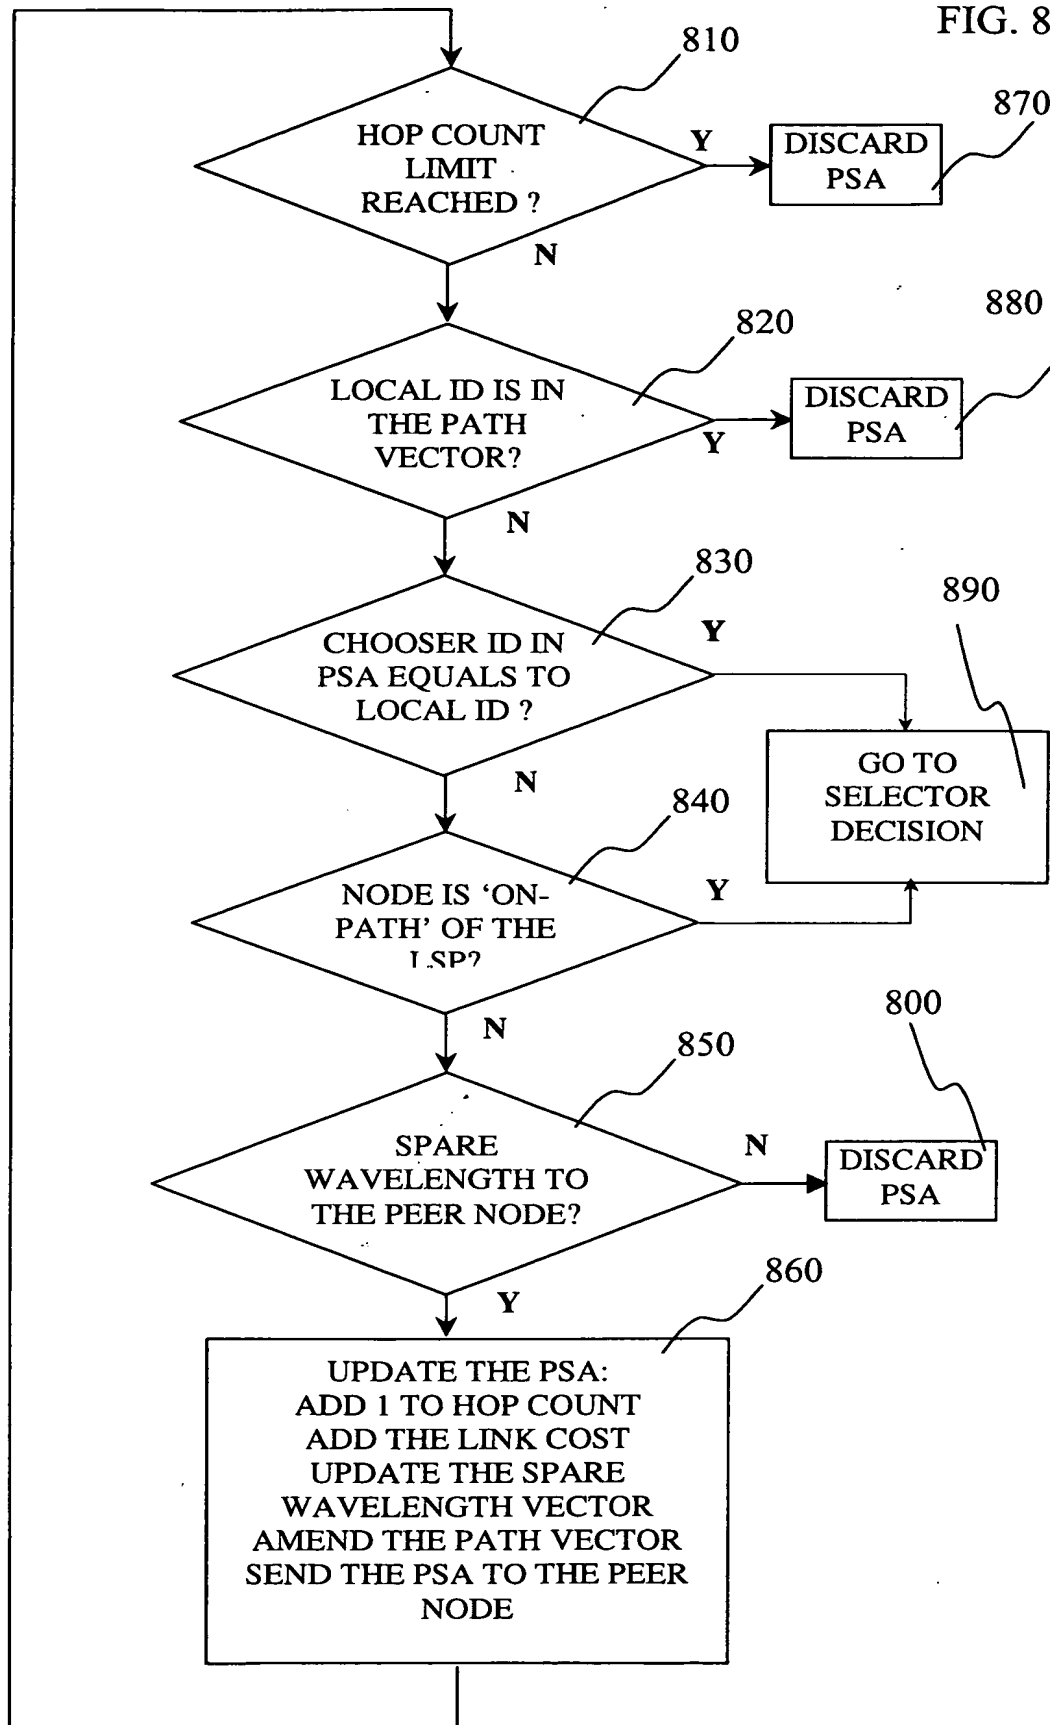 FIG. 8
810
HOP COUNT
LIMIT
REACHED ?
Y
870
DISCARD
PSA
N
880
820
LOCAL ID IS IN
THE PATH
VECTOR?
Y
DISCARD
PSA
N
830
890
CHOOSER ID IN
PSA EQUALS TO
LOCAL ID ?
Y
GO TO
SELECTOR
DECISION
N
840
NODE IS ‘ON-
PATH’ OF THE
LSP?
Y
N
800
850
SPARE
WAVELENGTH TO
THE PEER NODE?
N
DISCARD
PSA
Y
860
UPDATE THE PSA:
ADD 1 TO HOP COUNT
ADD THE LINK COST
UPDATE THE SPARE
WAVELENGTH VECTOR
AMEND THE PATH VECTOR
SEND THE PSA TO THE PEER
NODE